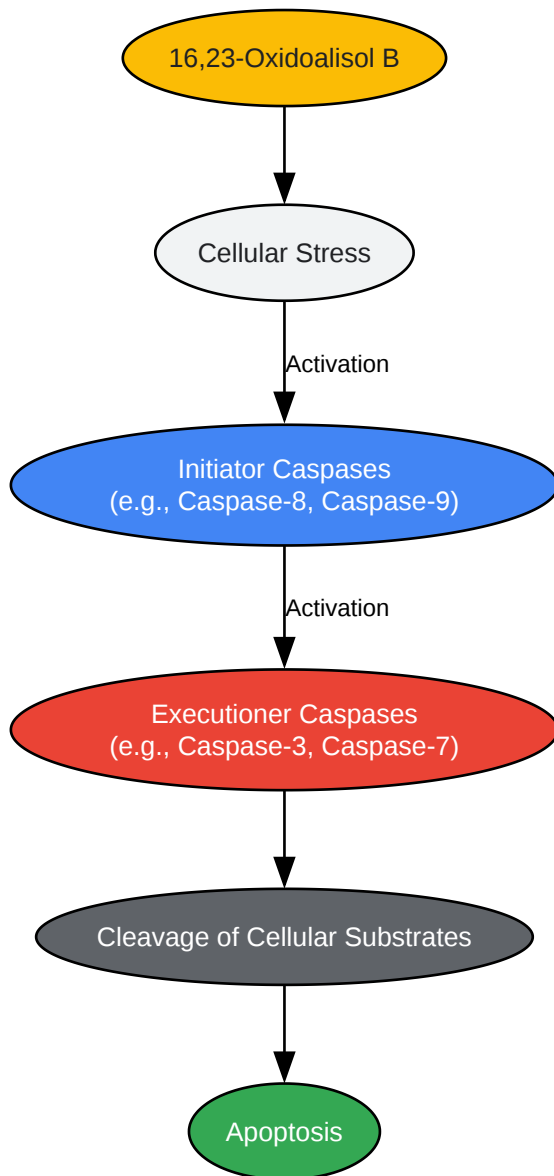 16,23-Oxidoalisol B
Cellular Stress
Activation
Initiator Caspases
(e.g., Caspase-8, Caspase-9)
Activation
Executioner Caspases
(e.g., Caspase-3, Caspase-7)
Cleavage of Cellular Substrates
Apoptosis